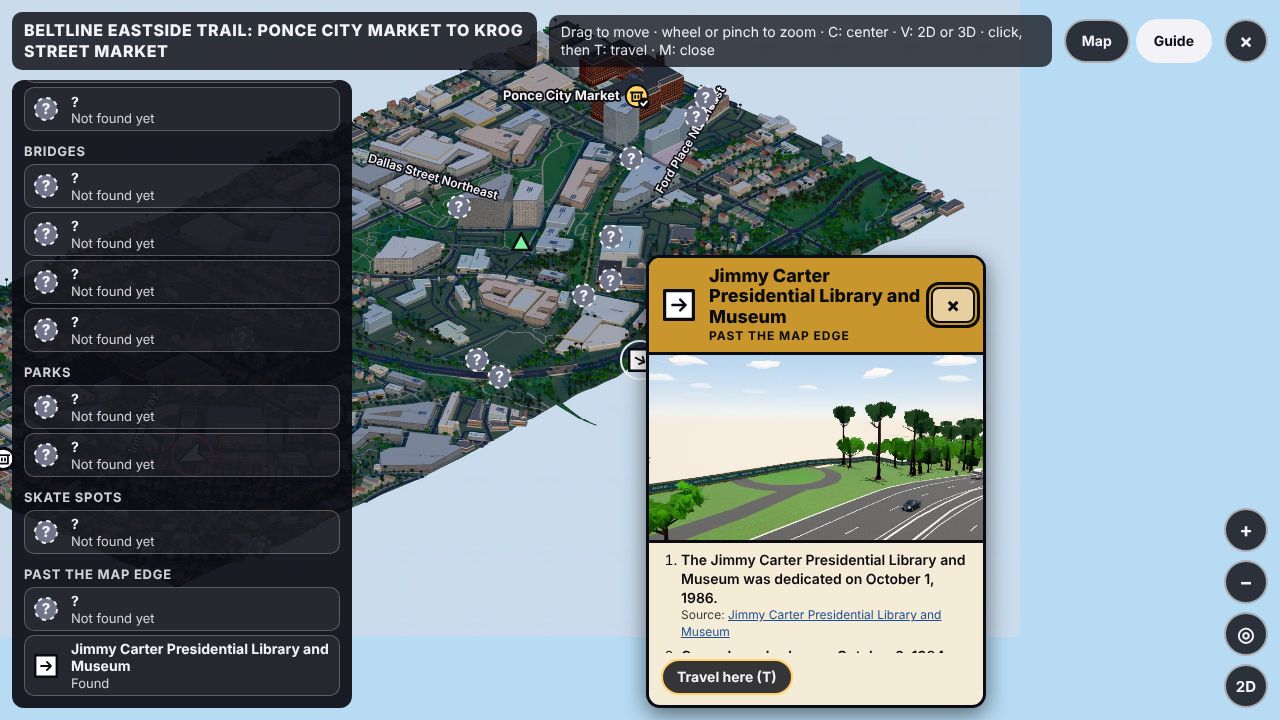 BELTLINE EASTSIDE TRAIL: PONCE CITY MARKET TO KROG
STREET MARKET
Drag to move · wheel or pinch to zoom · C: center · V: 2D or 3D · click,
then T: travel · M: close
Map
Guide
×
?
Not found yet
BRIDGES
?
Not found yet
?
Not found yet
?
Not found yet
?
Not found yet
PARKS
?
Not found yet
?
Not found yet
SKATE SPOTS
?
Not found yet
PAST THE MAP EDGE
?
Not found yet
Jimmy Carter Presidential Library and
Museum
Found
Ponce City Market
Dallas Street Northeast
Ford Place
Jimmy Carter
Presidential Library and
Museum
PAST THE MAP EDGE
×
1. The Jimmy Carter Presidential Library and
Museum was dedicated on October 1,
1986.
Source: Jimmy Carter Presidential Library and
Museum
Travel here (T)
+
−
2D